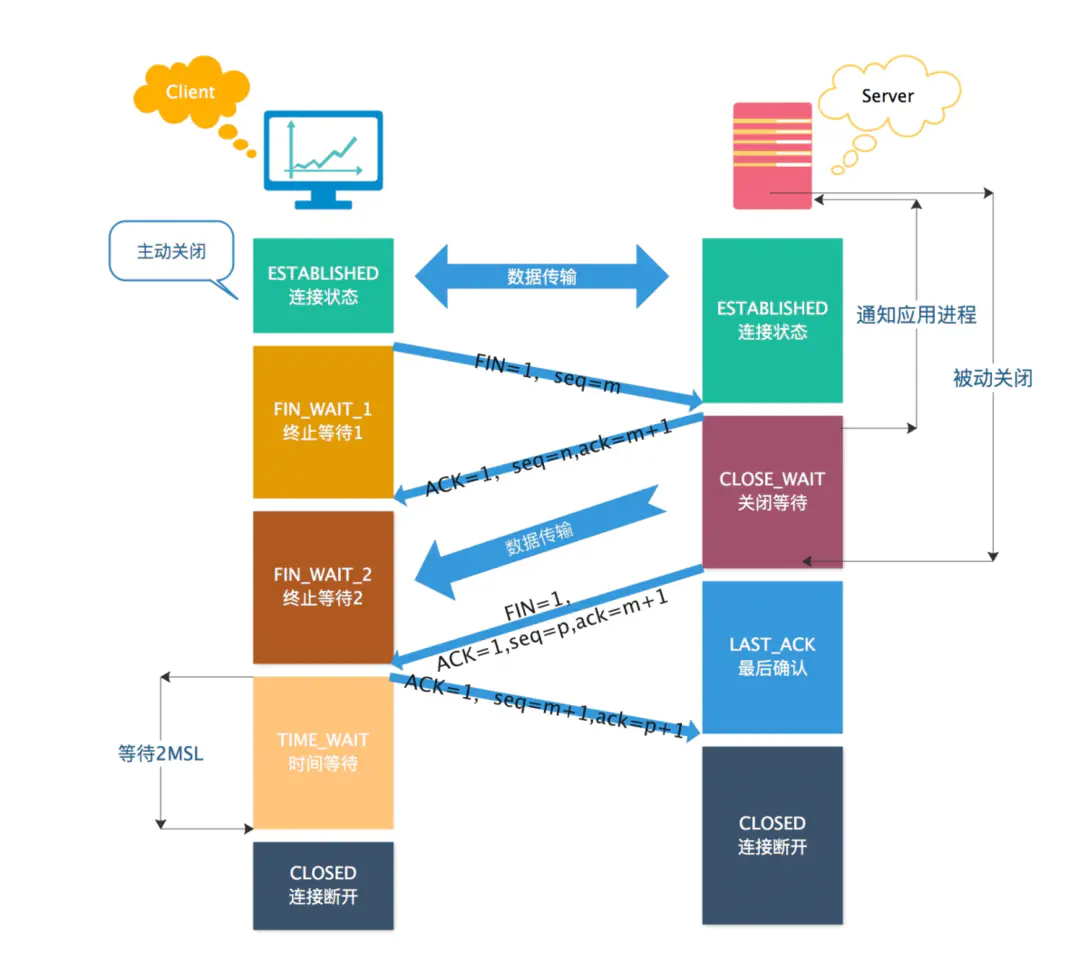 Client
Server
主动关闭
ESTABLISHED
连接状态
数据传输
ESTABLISHED
连接状态
通知应用进程
被动关闭
FIN=1, seq=m
FIN_WAIT_1
终止等待1
ACK=1, seq=n,ack=m+1
CLOSE_WAIT
关闭等待
数据传输
FIN_WAIT_2
终止等待2
FIN=1,
ACK=1,seq=p,ack=m+1
LAST_ACK
最后确认
ACK=1, seq=m+1,ack=p+1
等待2MSL
TIME_WAIT
时间等待
CLOSED
连接断开
CLOSED
连接断开